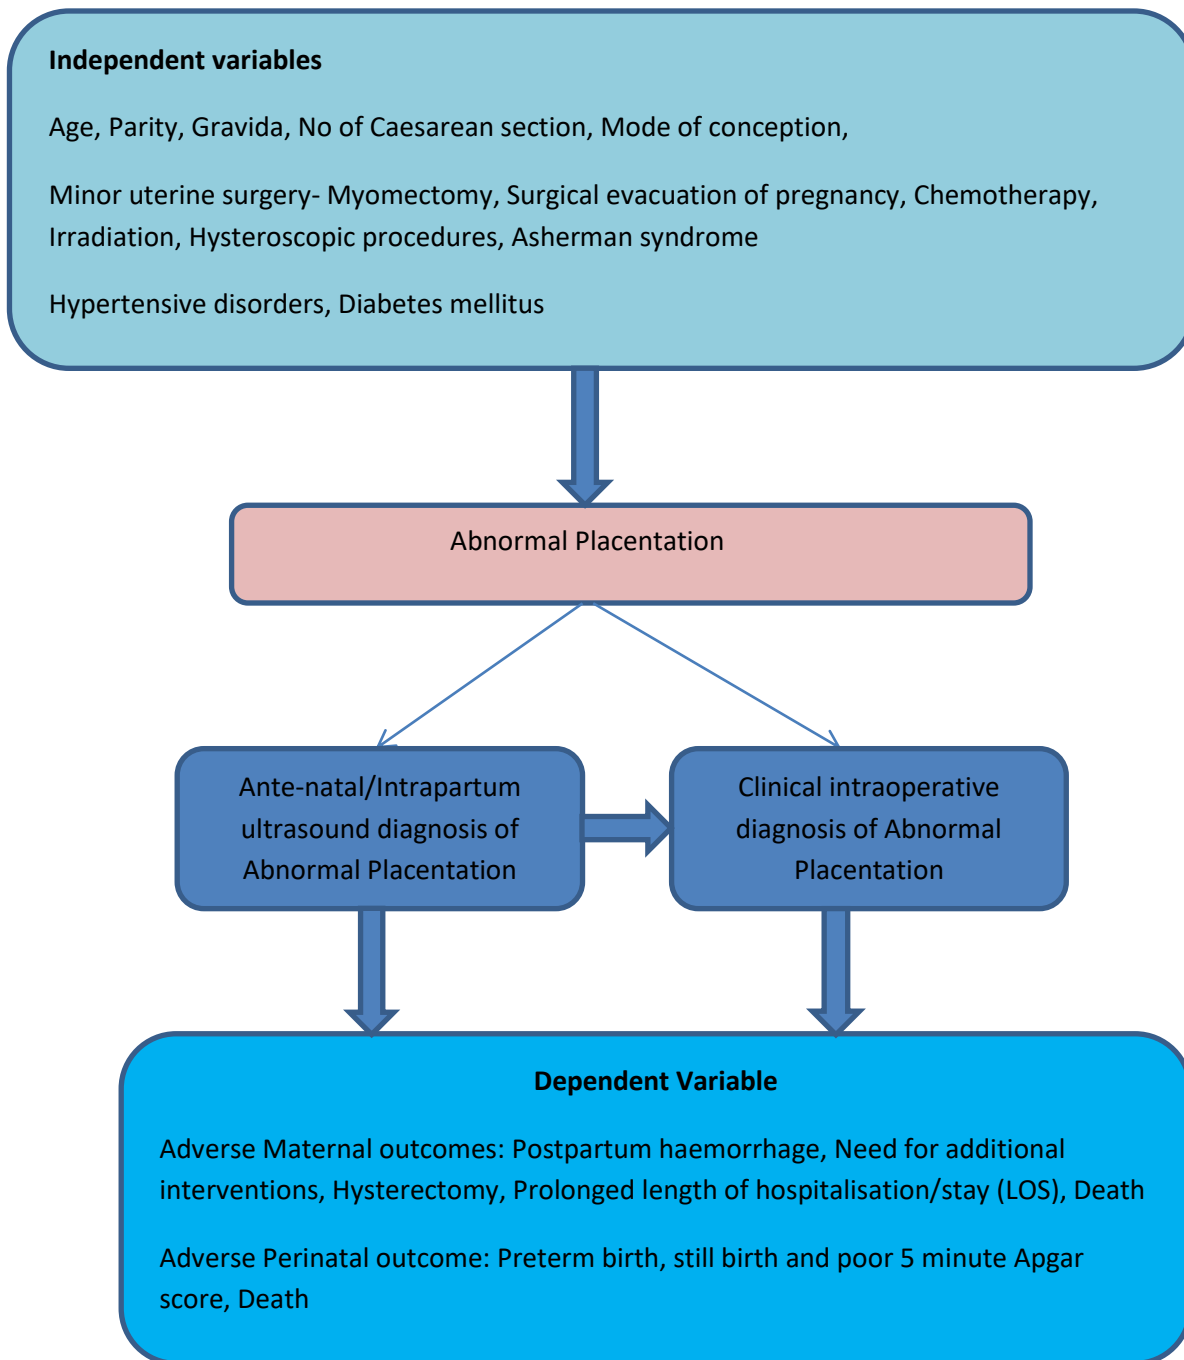 Independent variables
Age, Parity, Gravida, No of Caesarean section, Mode of conception,
Minor uterine surgery- Myomectomy, Surgical evacuation of pregnancy, Chemotherapy,
Irradiation, Hysteroscopic procedures, Asherman syndrome
Hypertensive disorders, Diabetes mellitus
Abnormal Placentation
Ante-natal/Intrapartum
ultrasound diagnosis of
Abnormal Placentation
Clinical intraoperative
diagnosis of Abnormal
Placentation
Dependent Variable
Adverse Maternal outcomes: Postpartum haemorrhage, Need for additional
interventions, Hysterectomy, Prolonged length of hospitalisation/stay (LOS), Death
Adverse Perinatal outcome: Preterm birth, still birth and poor 5 minute Apgar
score, Death